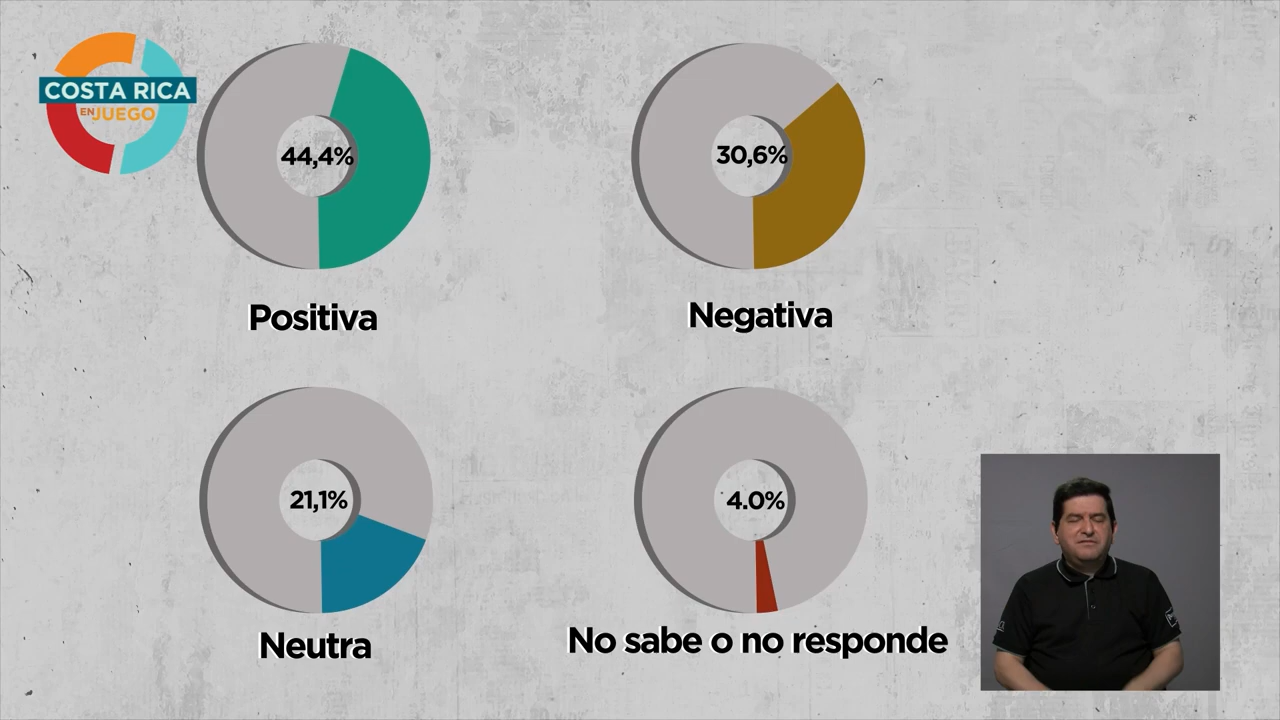 COSTA RICA
EN JUEGO
44,4%
30,6%
Positiva
Negativa
21,1%
4.0%
Neutra
No sabe o no responde